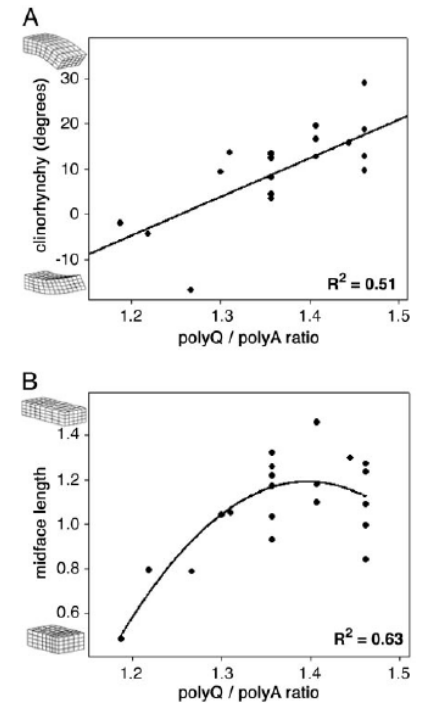 A
clinorhynchy (degrees)
30
20
10
0
-10
R² = 0.51
1.2 1.3 1.4 1.5
polyQ / polyA ratio
B
midface length
1.4
1.2
1.0
0.8
0.6
R² = 0.63
1.2 1.3 1.4 1.5
polyQ / polyA ratio